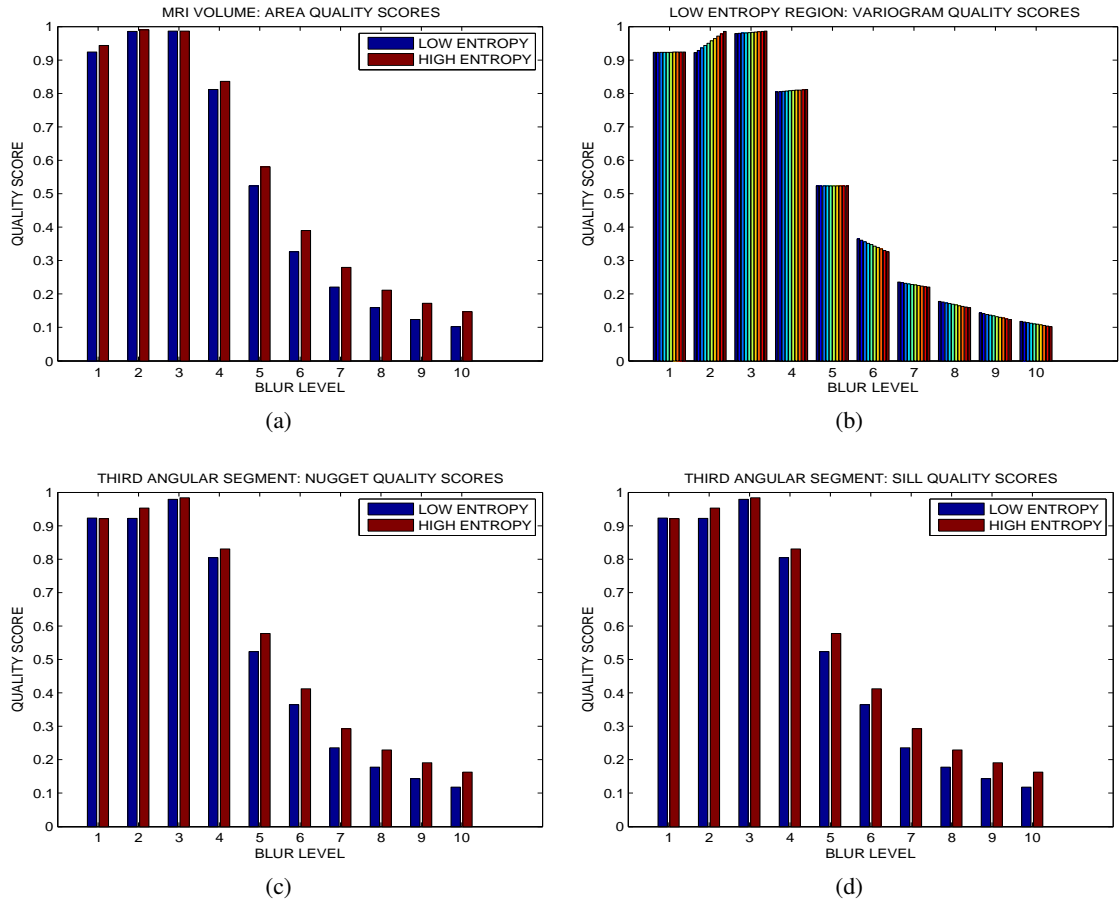 MRI VOLUME: AREA QUALITY SCORES
QUALITY SCORE
1
0.9
0.8
0.7
0.6
0.5
0.4
0.3
0.2
0.1
0
LOW ENTROPY
HIGH ENTROPY
1 2 3 4 5 6 7 8 9 10
BLUR LEVEL
(a)
LOW ENTROPY REGION: VARIOGRAM QUALITY SCORES
QUALITY SCORE
1
0.9
0.8
0.7
0.6
0.5
0.4
0.3
0.2
0.1
0
1 2 3 4 5 6 7 8 9 10
BLUR LEVEL
(b)
THIRD ANGULAR SEGMENT: NUGGET QUALITY SCORES
QUALITY SCORE
1
0.9
0.8
0.7
0.6
0.5
0.4
0.3
0.2
0.1
0
LOW ENTROPY
HIGH ENTROPY
1 2 3 4 5 6 7 8 9 10
BLUR LEVEL
(c)
THIRD ANGULAR SEGMENT: SILL QUALITY SCORES
QUALITY SCORE
1
0.9
0.8
0.7
0.6
0.5
0.4
0.3
0.2
0.1
0
LOW ENTROPY
HIGH ENTROPY
1 2 3 4 5 6 7 8 9 10
BLUR LEVEL
(d)